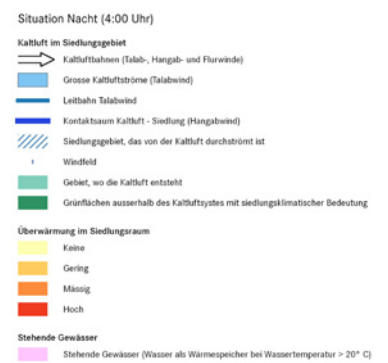 Situation Nacht (4:00 Uhr)
Kaltluft im Siedlungsgebiet
Kaltluftbahnen (Talab-, Hangab- und Flurwinde)
Grosse Kaltluftströme (Talabwind)
Leitbahn Talabwind
Kontaktsaum Kaltluft - Siedlung (Hangabwind)
Siedlungsgebiet, das von der Kaltluft durchströmt ist
Windfeld
Gebiet, wo die Kaltluft entsteht
Grünflächen ausserhalb des Kaltluftsystes mit siedlungsklimatischer Bedeutung
Überwärmung im Siedlungsraum
Keine
Gering
Mässig
Hoch
Stehende Gewässer
Stehende Gewässer (Wasser als Wärmespeicher bei Wassertemperatur > 20° C)